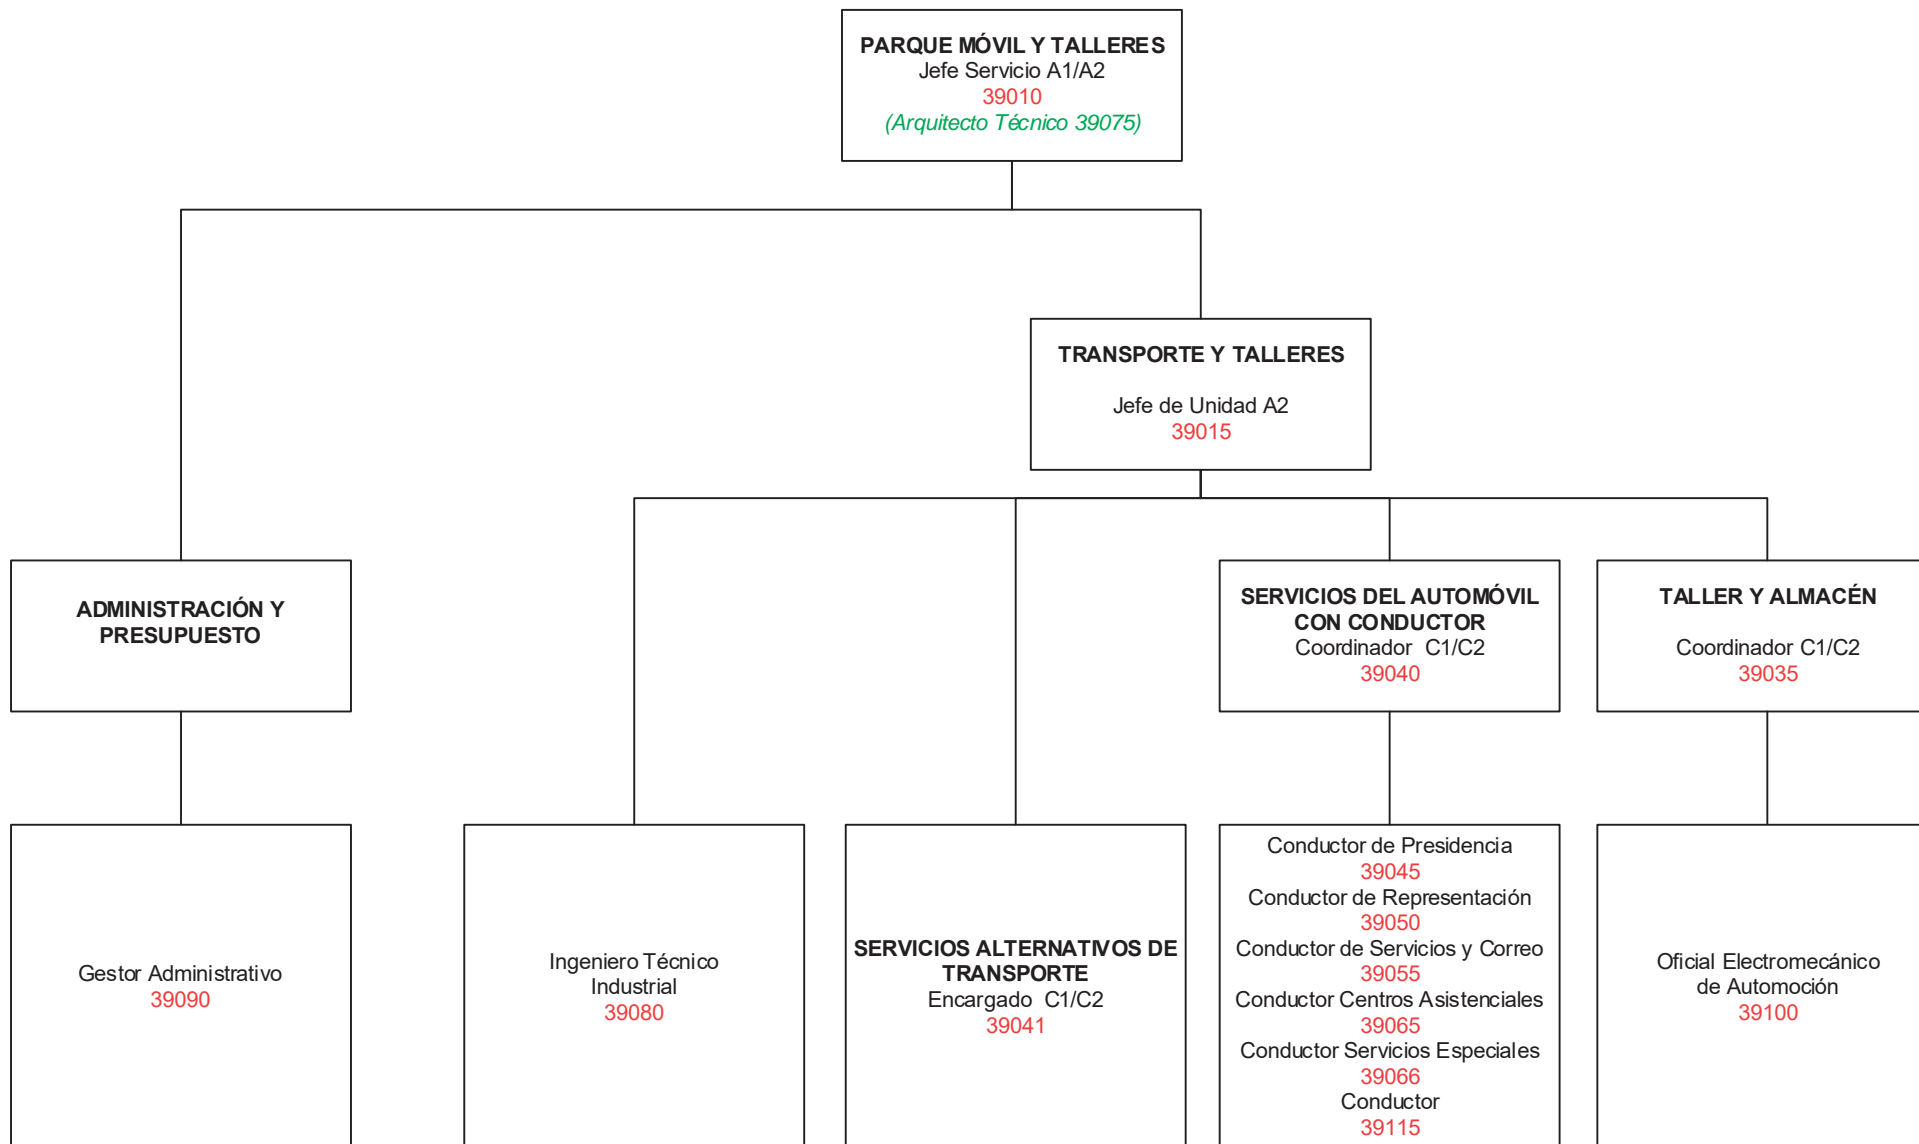 PARQUE MÓVIL Y TALLERES
Jefe Servicio A1/A2
39010
(Arquitecto Técnico 39075)
TRANSPORTE Y TALLERES
Jefe de Unidad A2
39015
ADMINISTRACIÓN Y
PRESUPUESTO
SERVICIOS DEL AUTOMÓVIL
CON CONDUCTOR
Coordinador C1/C2
39040
TALLER Y ALMACÉN
Coordinador C1/C2
39035
Gestor Administrativo
39090
Ingeniero Técnico
Industrial
39080
SERVICIOS ALTERNATIVOS DE
TRANSPORTE
Encargado C1/C2
39041
Conductor de Presidencia
39045
Conductor de Representación
39050
Conductor de Servicios y Correo
39055
Conductor Centros Asistenciales
39065
Conductor Servicios Especiales
39066
Conductor
39115
Oficial Electromecánico
de Automoción
39100